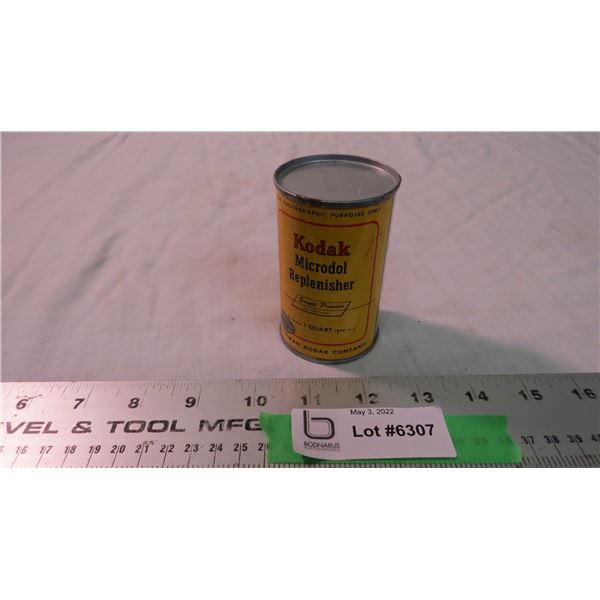 PHOTOGRAPHIC PURPOSES ONLY
Kodak
Microdol
Replenisher
Single Powder
1 QUART
KODAK COMPANY
6 7 8 9 10 11 12 13 14 15 16
VEL & TOOL MFG
May 3, 2022
b
BODNARUS
Lot #6307